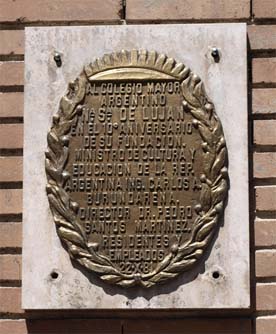 AL COLEGIO MAYOR
ARGENTINO
Nª Sª DE LUJAN
EN EL 10º ANIVERSARIO
DE SU FUNDACION
MINISTRO DE CULTURA Y
EDUCACION DE LA REP.
ARGENTINA ING. CARLOS A.
BURUNDARENA,
DIRECTOR DR. PEDRO
SANTOS MARTINEZ
RESIDENTES Y
EMPLEADOS